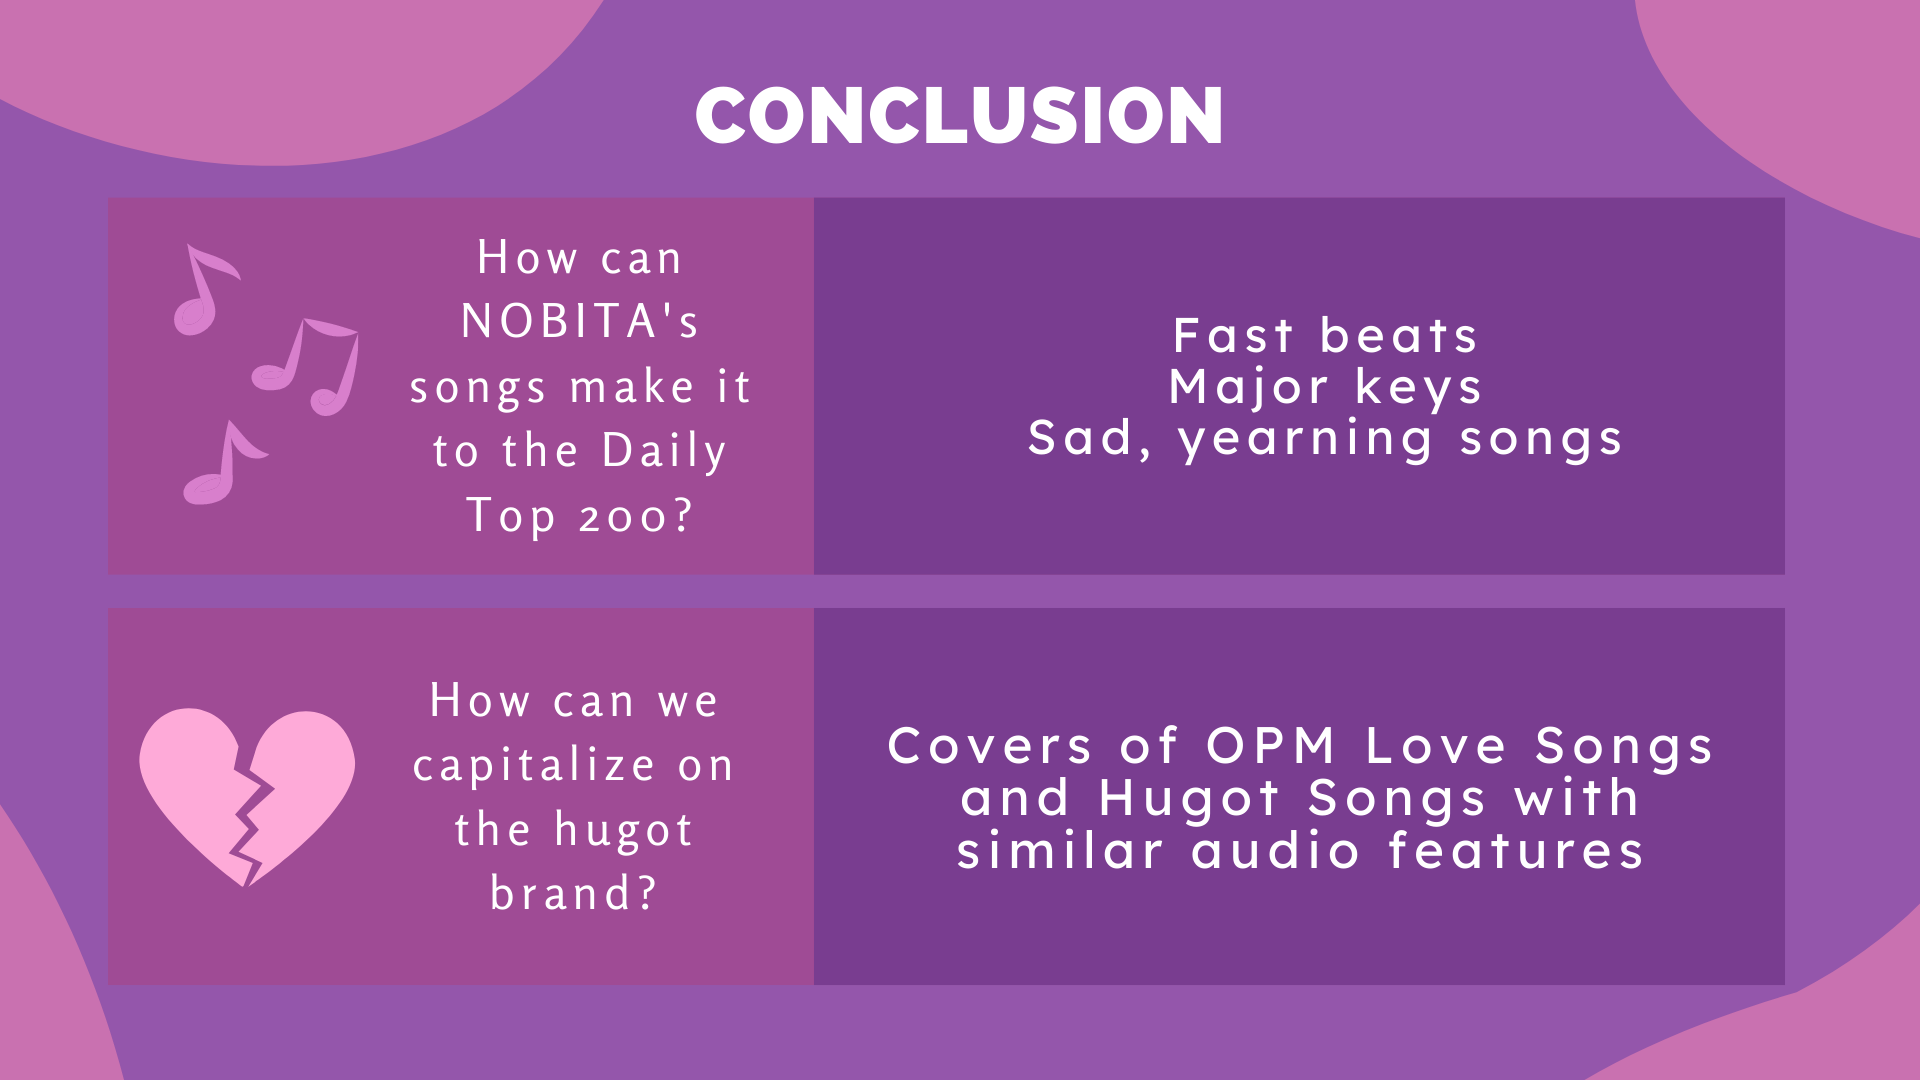 CONCLUSION
How can
NOBITA's
songs make it
to the Daily
Top 200?
Fast beats
Major keys
Sad, yearning songs
How can we
capitalize on
the hugot
brand?
Covers of OPM Love Songs
and Hugot Songs with
similar audio features